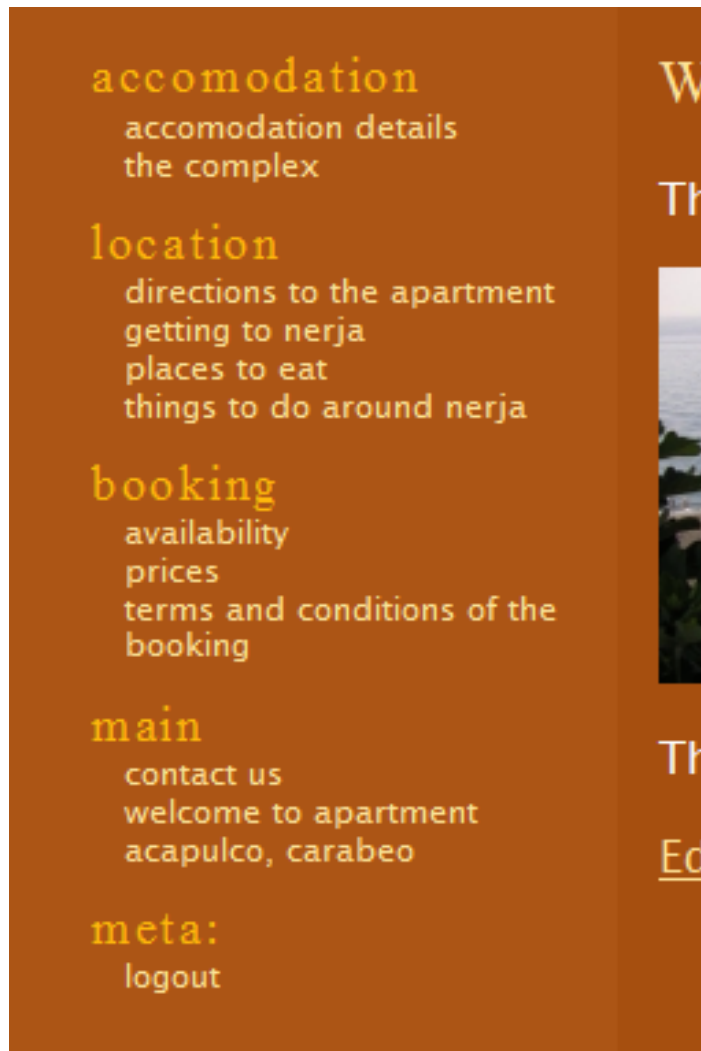 accomodation
accomodation details
the complex
location
directions to the apartment
getting to nerja
places to eat
things to do around nerja
booking
availability
prices
terms and conditions of the
booking
main
contact us
welcome to apartment
acapulco, carabeo
meta:
logout